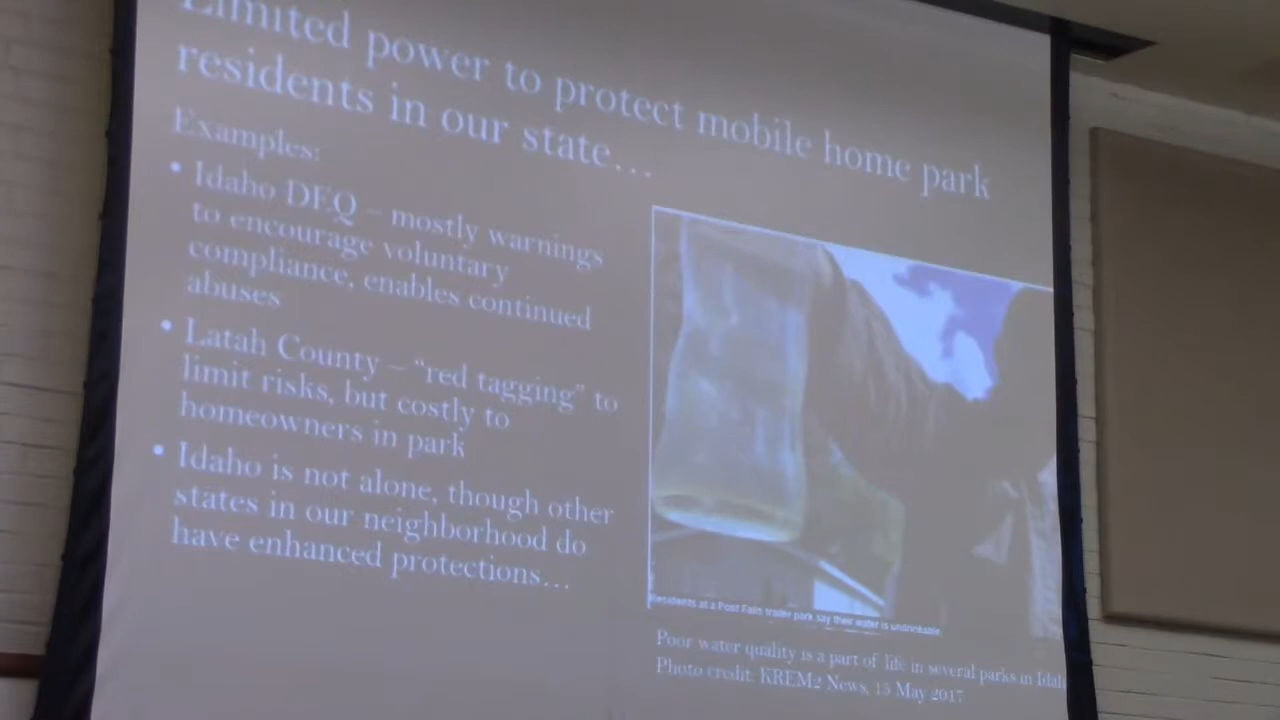 Limited power to protect mobile home park
residents in our state…
Examples:
• Idaho DEQ – mostly warnings
to encourage voluntary
compliance, enables continued
abuses
• Latah County – “red tagging” to
limit risks, but costly to
homeowners in park
• Idaho is not alone, though other
states in our neighborhood do
have enhanced protections…
Residents at a Post Falls trailer park say their water is undrinkable
Poor water quality is a part of life in several parks in Idah
Photo credit: KREM2 News, 15 May 2017